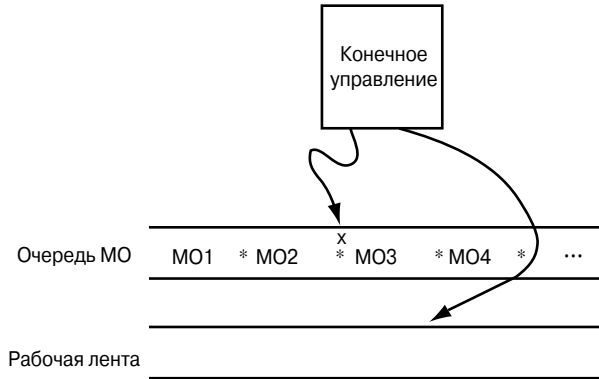 Конечное
управление
x
Очередь МО МО1 * МО2 * МО3 * МО4 * ...
Рабочая лента